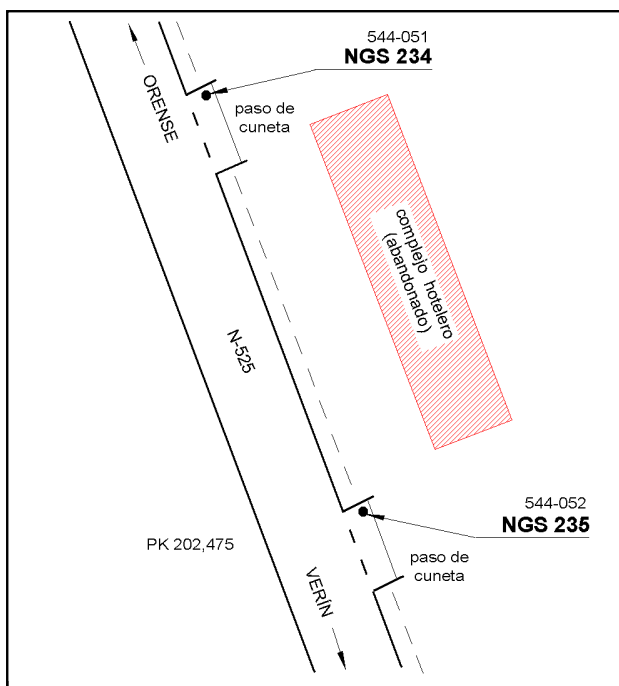 544-051
NGS 234
ORENSE
paso de
cuneta
complejo hotelero
(abandonado)
N-525
544-052
NGS 235
PK 202,475
paso de
cuneta
VERÍN